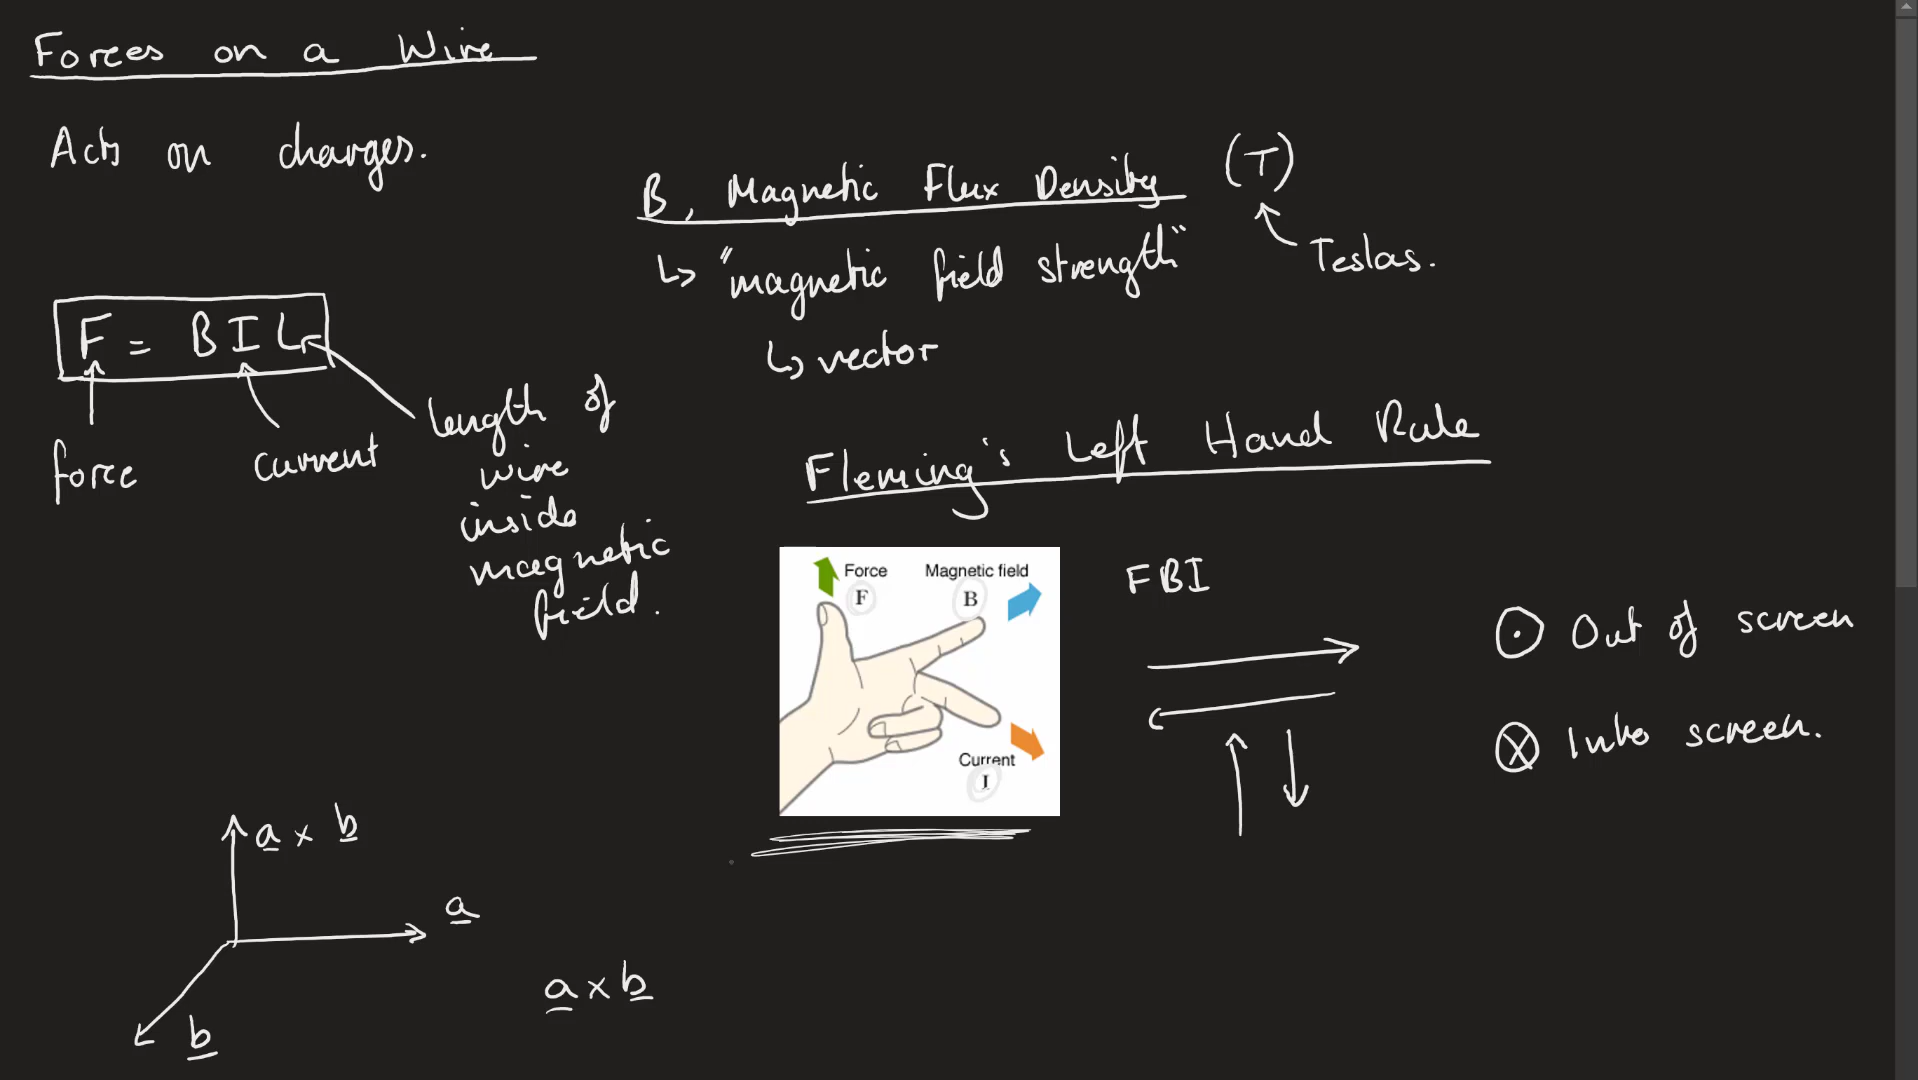 Forces on a Wire
Acts on charges.
B, Magnetic Flux Density (T)
"magnetic field strength"
Teslas.
vector
F = BIL
force
current
length of
wire
inside
magnetic
field.
Fleming's Left Hand Rule
Force
F
Magnetic field
B
Current
I
FBI
Out of screen
Into screen.
a x b
a
b
a x b